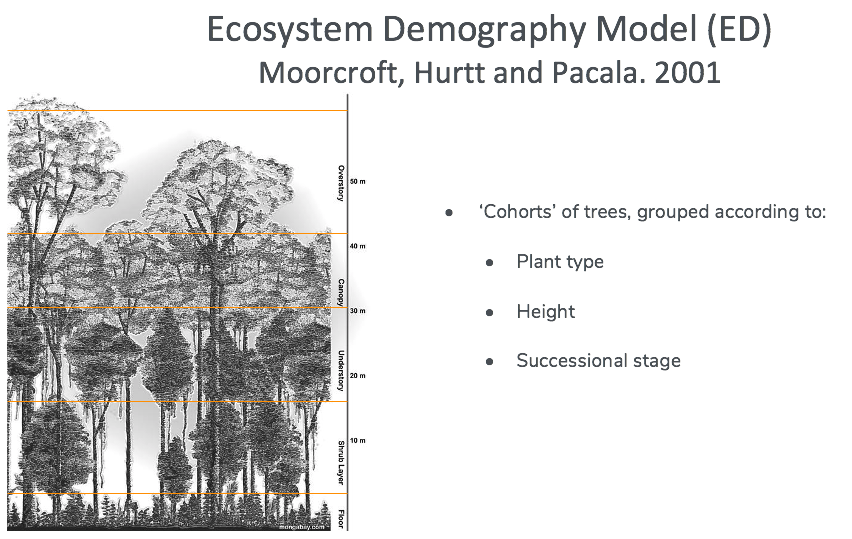 Ecosystem Demography Model (ED)
Moorcroft, Hurtt and Pacala. 2001
Overstory
50 m
40 m
Canopy
30 m
Understory
20 m
10 m
Shrub Layer
Floor
mongabay.com
• ‘Cohorts’ of trees, grouped according to:
• Plant type
• Height
• Successional stage